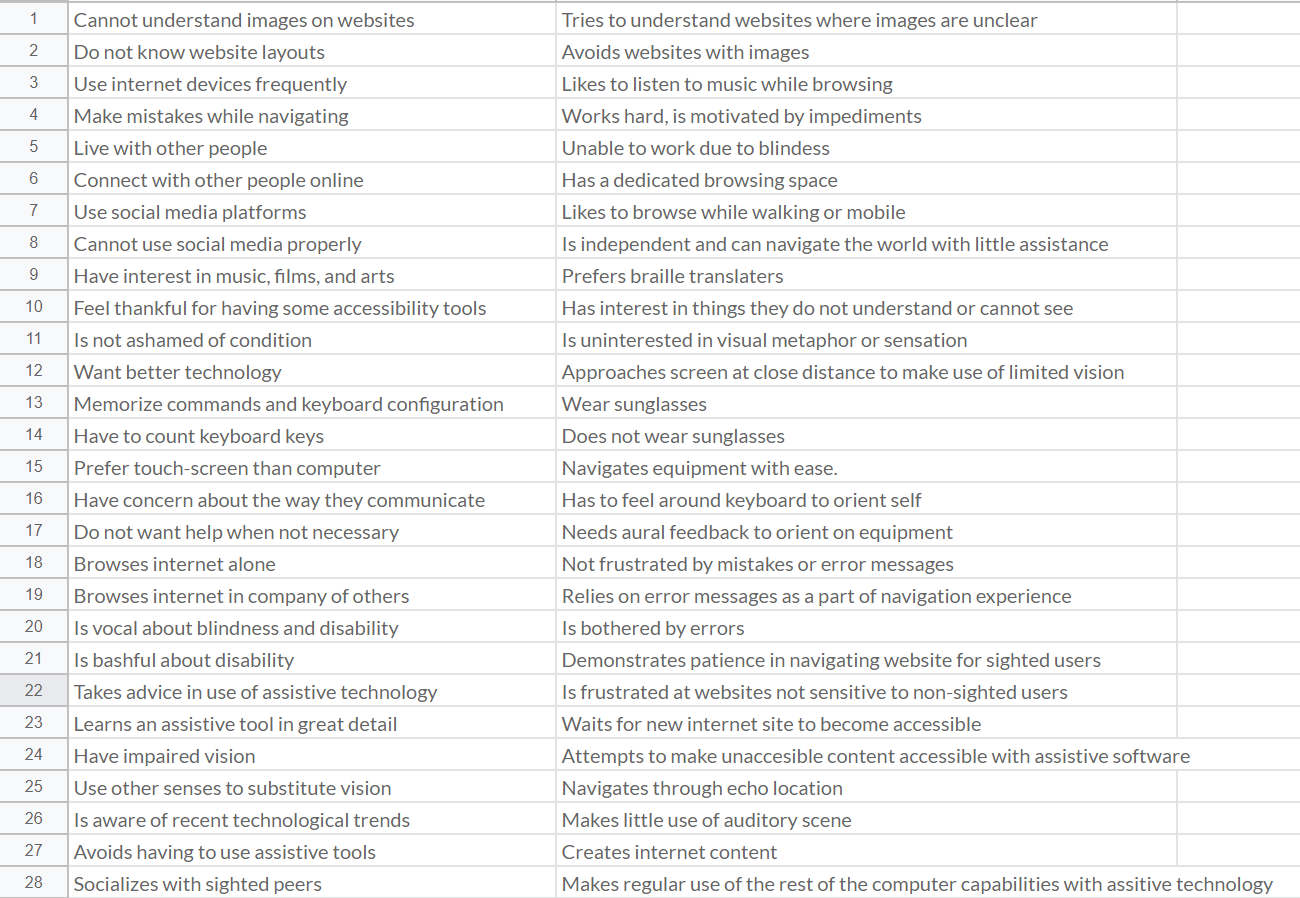 1 Cannot understand images on websites Tries to understand websites where images are unclear
2 Do not know website layouts Avoids websites with images
3 Use internet devices frequently Likes to listen to music while browsing
4 Make mistakes while navigating Works hard, is motivated by impediments
5 Live with other people Unable to work due to blindess
6 Connect with other people online Has a dedicated browsing space
7 Use social media platforms Likes to browse while walking or mobile
8 Cannot use social media properly Is independent and can navigate the world with little assistance
9 Have interest in music, films, and arts Prefers braille translaters
10 Feel thankful for having some accessibility tools Has interest in things they do not understand or cannot see
11 Is not ashamed of condition Is uninterested in visual metaphor or sensation
12 Want better technology Approaches screen at close distance to make use of limited vision
13 Memorize commands and keyboard configuration Wear sunglasses
14 Have to count keyboard keys Does not wear sunglasses
15 Prefer touch-screen than computer Navigates equipment with ease.
16 Have concern about the way they communicate Has to feel around keyboard to orient self
17 Do not want help when not necessary Needs aural feedback to orient on equipment
18 Browses internet alone Not frustrated by mistakes or error messages
19 Browses internet in company of others Relies on error messages as a part of navigation experience
20 Is vocal about blindness and disability Is bothered by errors
21 Is bashful about disability Demonstrates patience in navigating website for sighted users
22 Takes advice in use of assistive technology Is frustrated at websites not sensitive to non-sighted users
23 Learns an assistive tool in great detail Waits for new internet site to become accessible
24 Have impaired vision Attempts to make unaccesible content accessible with assistive software
25 Use other senses to substitute vision Navigates through echo location
26 Is aware of recent technological trends Makes little use of auditory scene
27 Avoids having to use assistive tools Creates internet content
28 Socializes with sighted peers Makes regular use of the rest of the computer capabilities with assitive technology